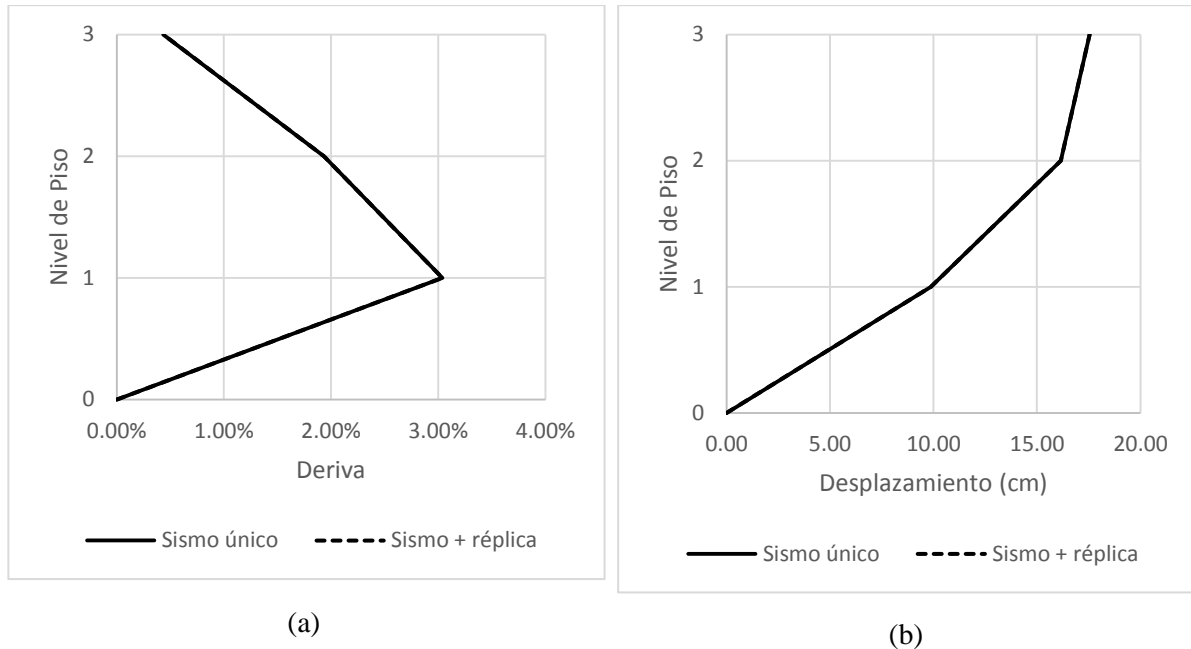 3
2
1
0
Nivel de Piso
0.00% 1.00% 2.00% 3.00% 4.00%
Deriva
Sismo único Sismo + réplica
(a)
3
2
1
0
Nivel de Piso
0.00 5.00 10.00 15.00 20.00
Desplazamiento (cm)
Sismo único Sismo + réplica
(b)